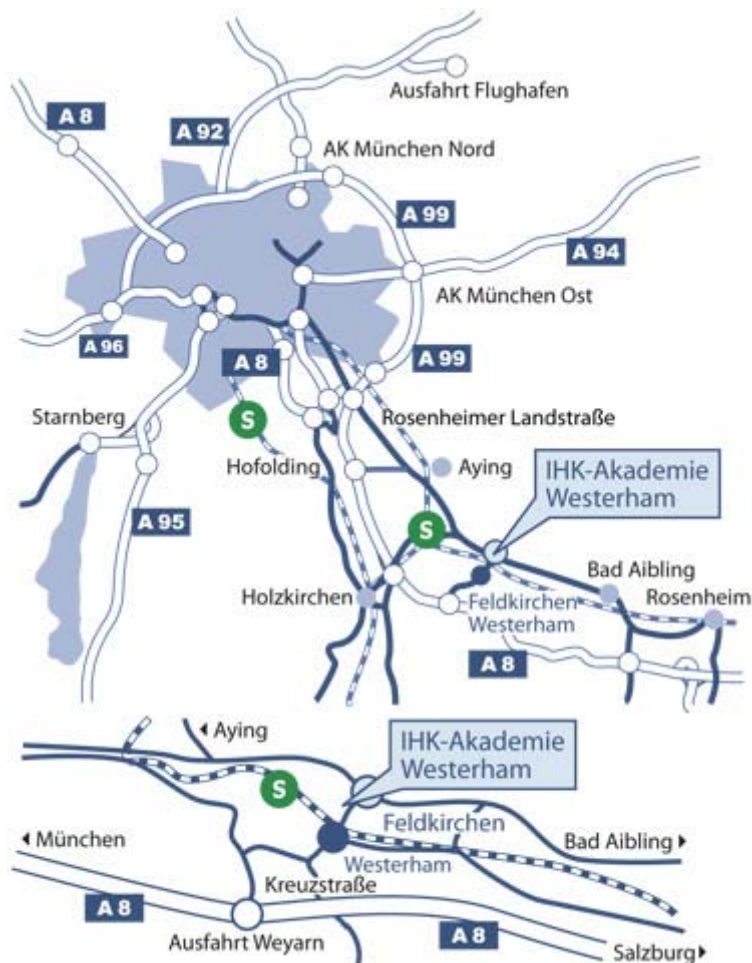 A 8
A 92
Ausfahrt Flughafen
AK München Nord
A 99
A 94
AK München Ost
A 96
A 8
A 99
Starnberg
S
Rosenheimer Landstraße
Hofolding
Aying
IHK-Akademie
Westerham
A 95
S
Holzkirchen
Bad Aibling
Feldkirchen
Westerham
Rosenheim
A 8
Aying
IHK-Akademie
Westerham
S
München
Feldkirchen
Bad Aibling
Westerham
Kreuzstraße
A 8
Ausfahrt Weyarn
A 8
Salzburg